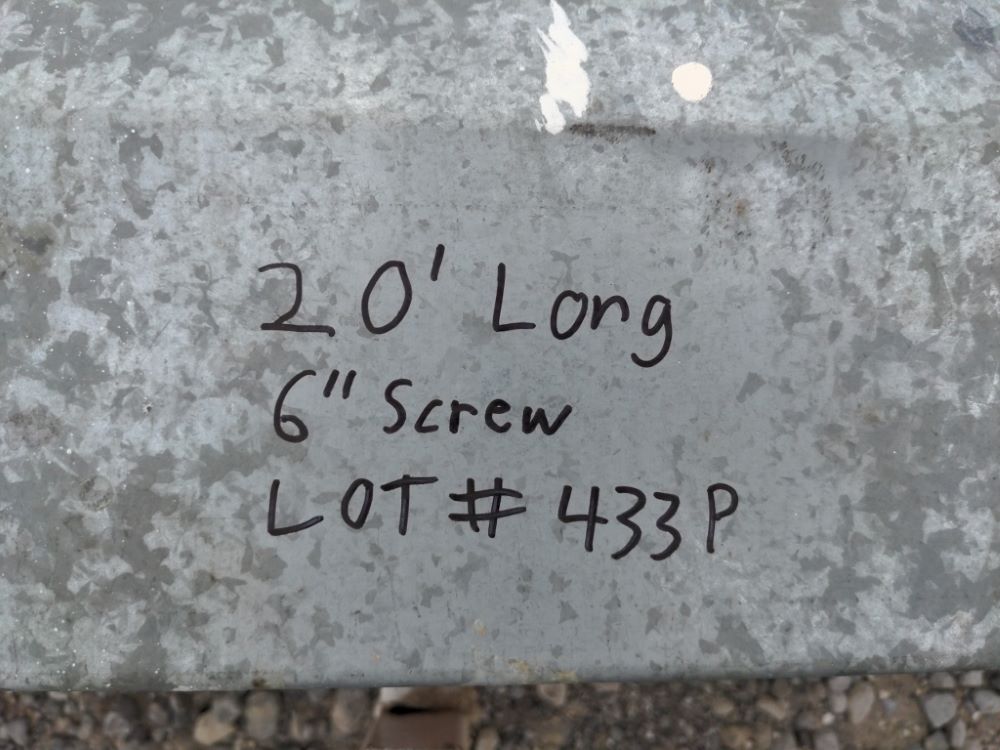 20' Long
6" Screw
LOT # 433P